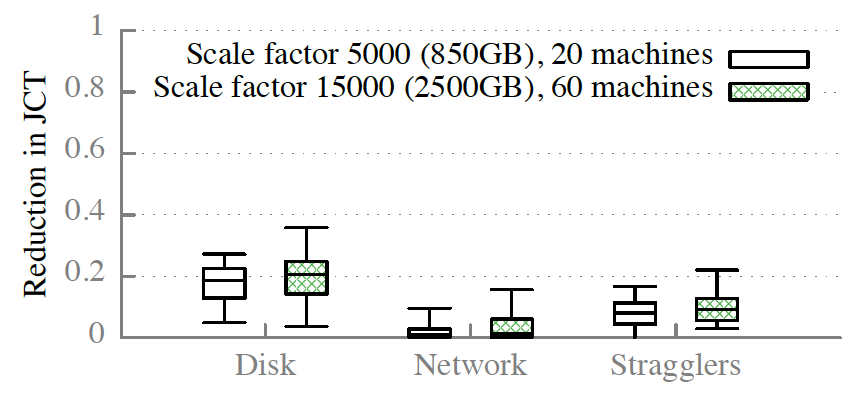 Reduction in JCT
1
0.8
0.6
0.4
0.2
0
Scale factor 5000 (850GB), 20 machines
Scale factor 15000 (2500GB), 60 machines
Disk
Network
Stragglers